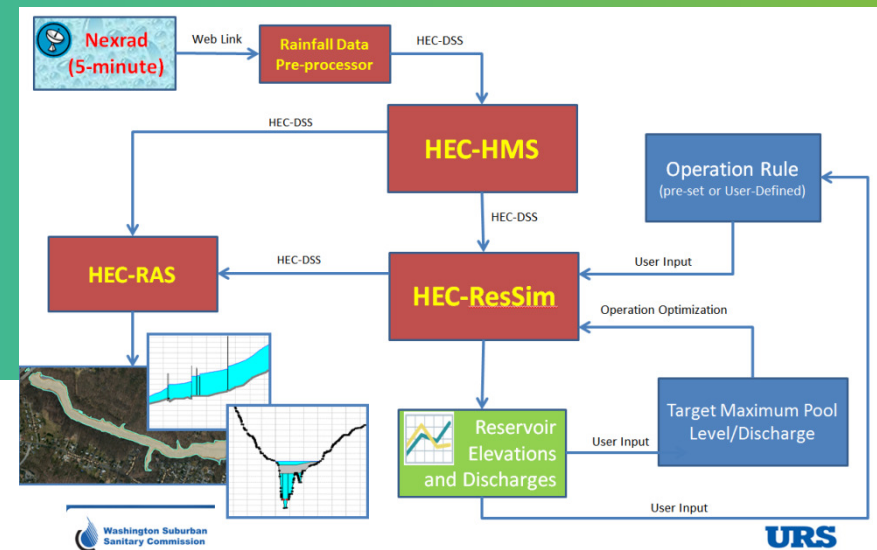 Nexrad
(5-minute)
Web Link
Rainfall Data
Pre-processor
HEC-DSS
HEC-DSS
HEC-HMS
Operation Rule
(pre-set or User-Defined)
HEC-DSS
HEC-RAS
HEC-DSS
User Input
HEC-ResSim
Operation Optimization
Reservoir
Elevations
and Discharges
User Input
Target Maximum Pool
Level/Discharge
User Input
Washington Suburban
Sanitary Commission
URS